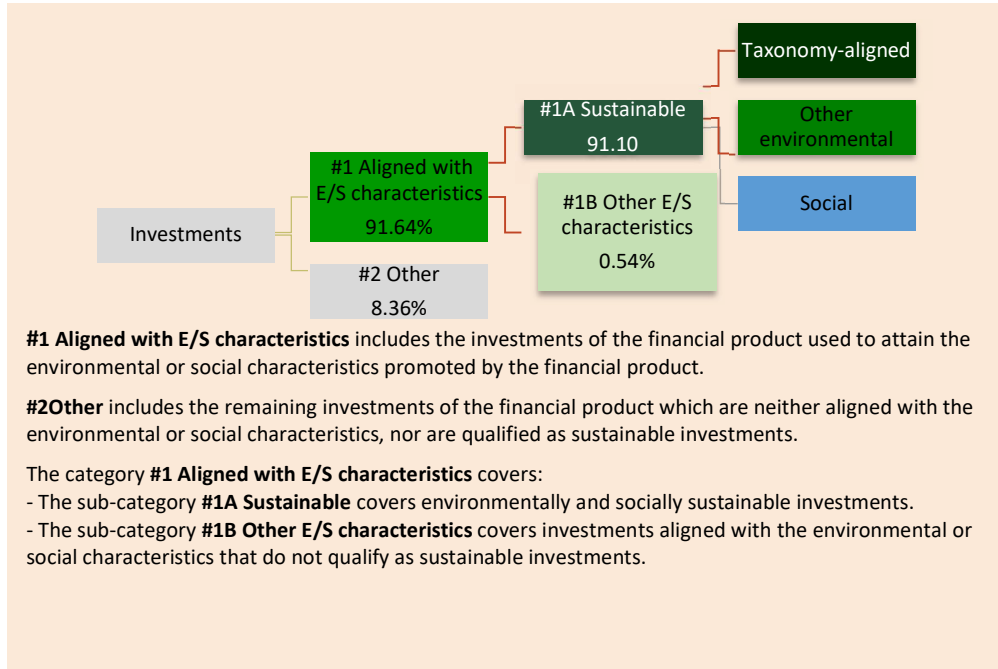 Taxonomy-aligned
#1A Sustainable
91.10
Other
environmental
#1 Aligned with
E/S characteristics
91.64%
#1B Other E/S
characteristics
0.54%
Social
Investments
#2 Other
8.36%
#1 Aligned with E/S characteristics includes the investments of the financial product used to attain the
environmental or social characteristics promoted by the financial product.
#2Other includes the remaining investments of the financial product which are neither aligned with the
environmental or social characteristics, nor are qualified as sustainable investments.
The category #1 Aligned with E/S characteristics covers:
- The sub-category #1A Sustainable covers environmentally and socially sustainable investments.
- The sub-category #1B Other E/S characteristics covers investments aligned with the environmental or
social characteristics that do not qualify as sustainable investments.